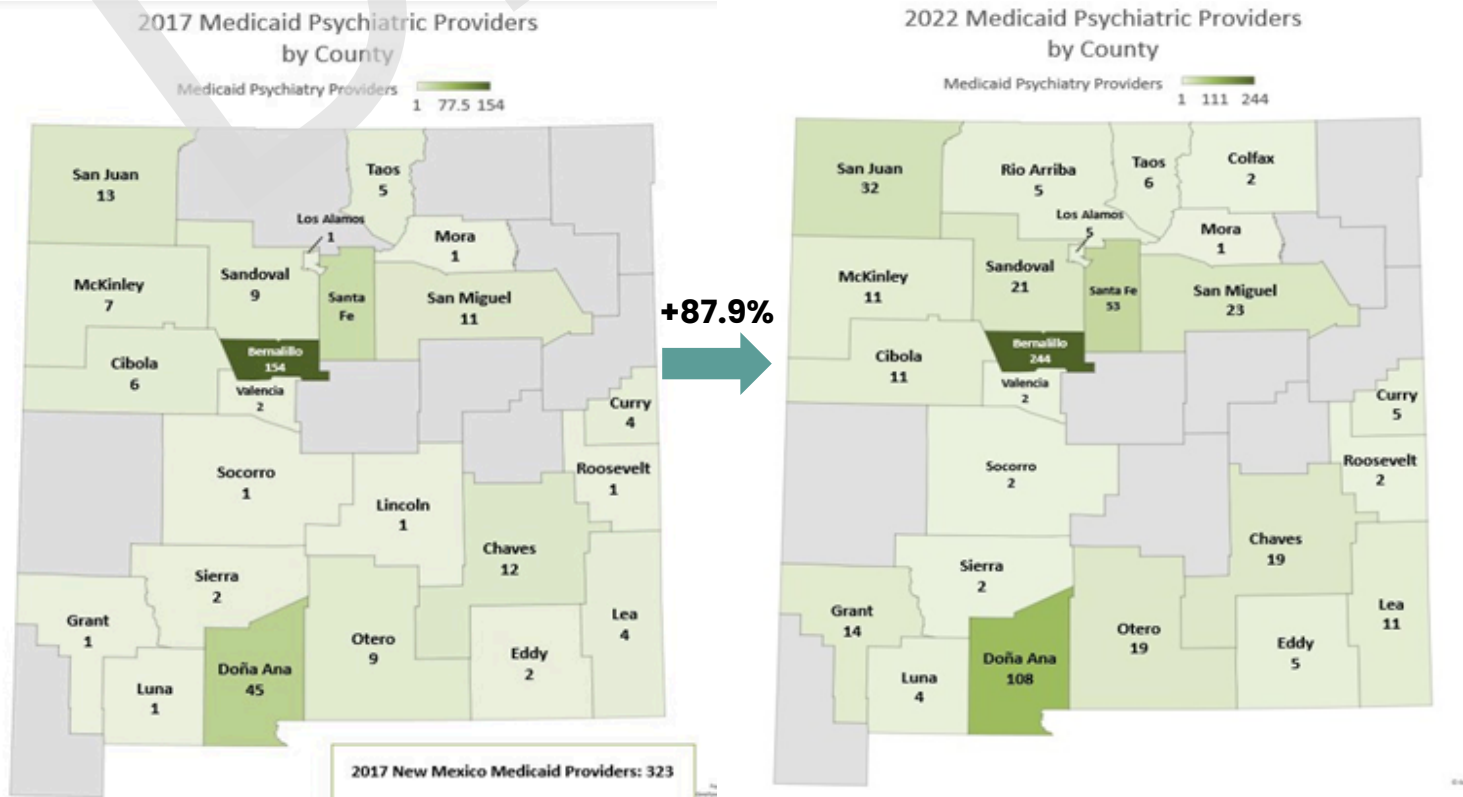 2017 Medicaid Psychiatric Providers
by County
Medicaid Psychiatry Providers
1 77.5 154
San Juan
13
Taos
5
Los Alamos
1
Mora
1
McKinley
7
Sandoval
9
Santa
Fe
San Miguel
11
Bernalillo
154
Cibola
6
Valencia
2
Curry
4
Socorro
1
Roosevelt
1
Lincoln
1
Chaves
12
Sierra
2
Grant
1
Lea
4
Otero
9
Eddy
2
Doña Ana
45
Luna
1
2017 New Mexico Medicaid Providers: 323
+87.9%
2022 Medicaid Psychiatric Providers
by County
Medicaid Psychiatry Providers
1 111 244
San Juan
32
Rio Arriba
5
Taos
6
Colfax
2
Los Alamos
5
Mora
1
McKinley
11
Sandoval
21
Santa Fe
53
San Miguel
23
Bernalillo
244
Cibola
11
Valencia
2
Curry
5
Socorro
2
Roosevelt
2
Chaves
19
Sierra
2
Grant
14
Lea
11
Otero
19
Eddy
5
Doña Ana
108
Luna
4